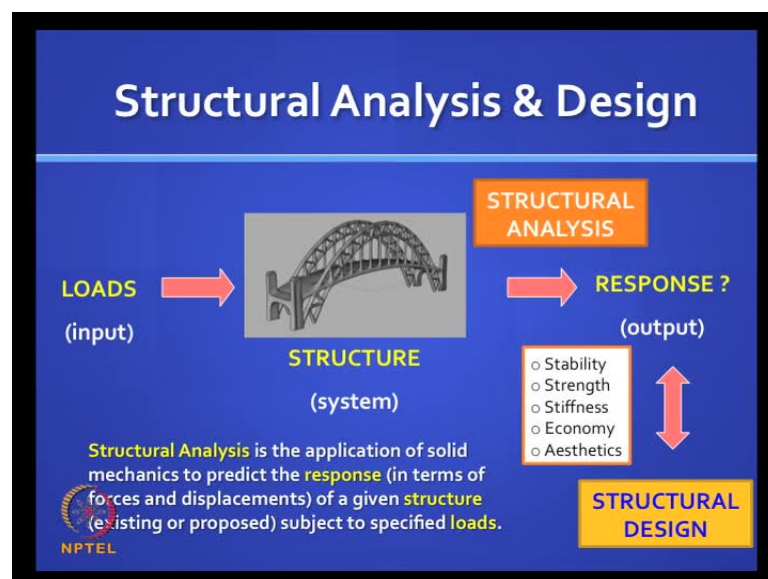 Structural Analysis & Design
STRUCTURAL
ANALYSIS
LOADS
(input)
STRUCTURE
(system)
RESPONSE ?
(output)
○ Stability
○ Strength
○ Stiffness
○ Economy
○ Aesthetics
Structural Analysis is the application of solid
mechanics to predict the response (in terms of
forces and displacements) of a given structure
(existing or proposed) subject to specified loads.
STRUCTURAL
DESIGN
NPTEL